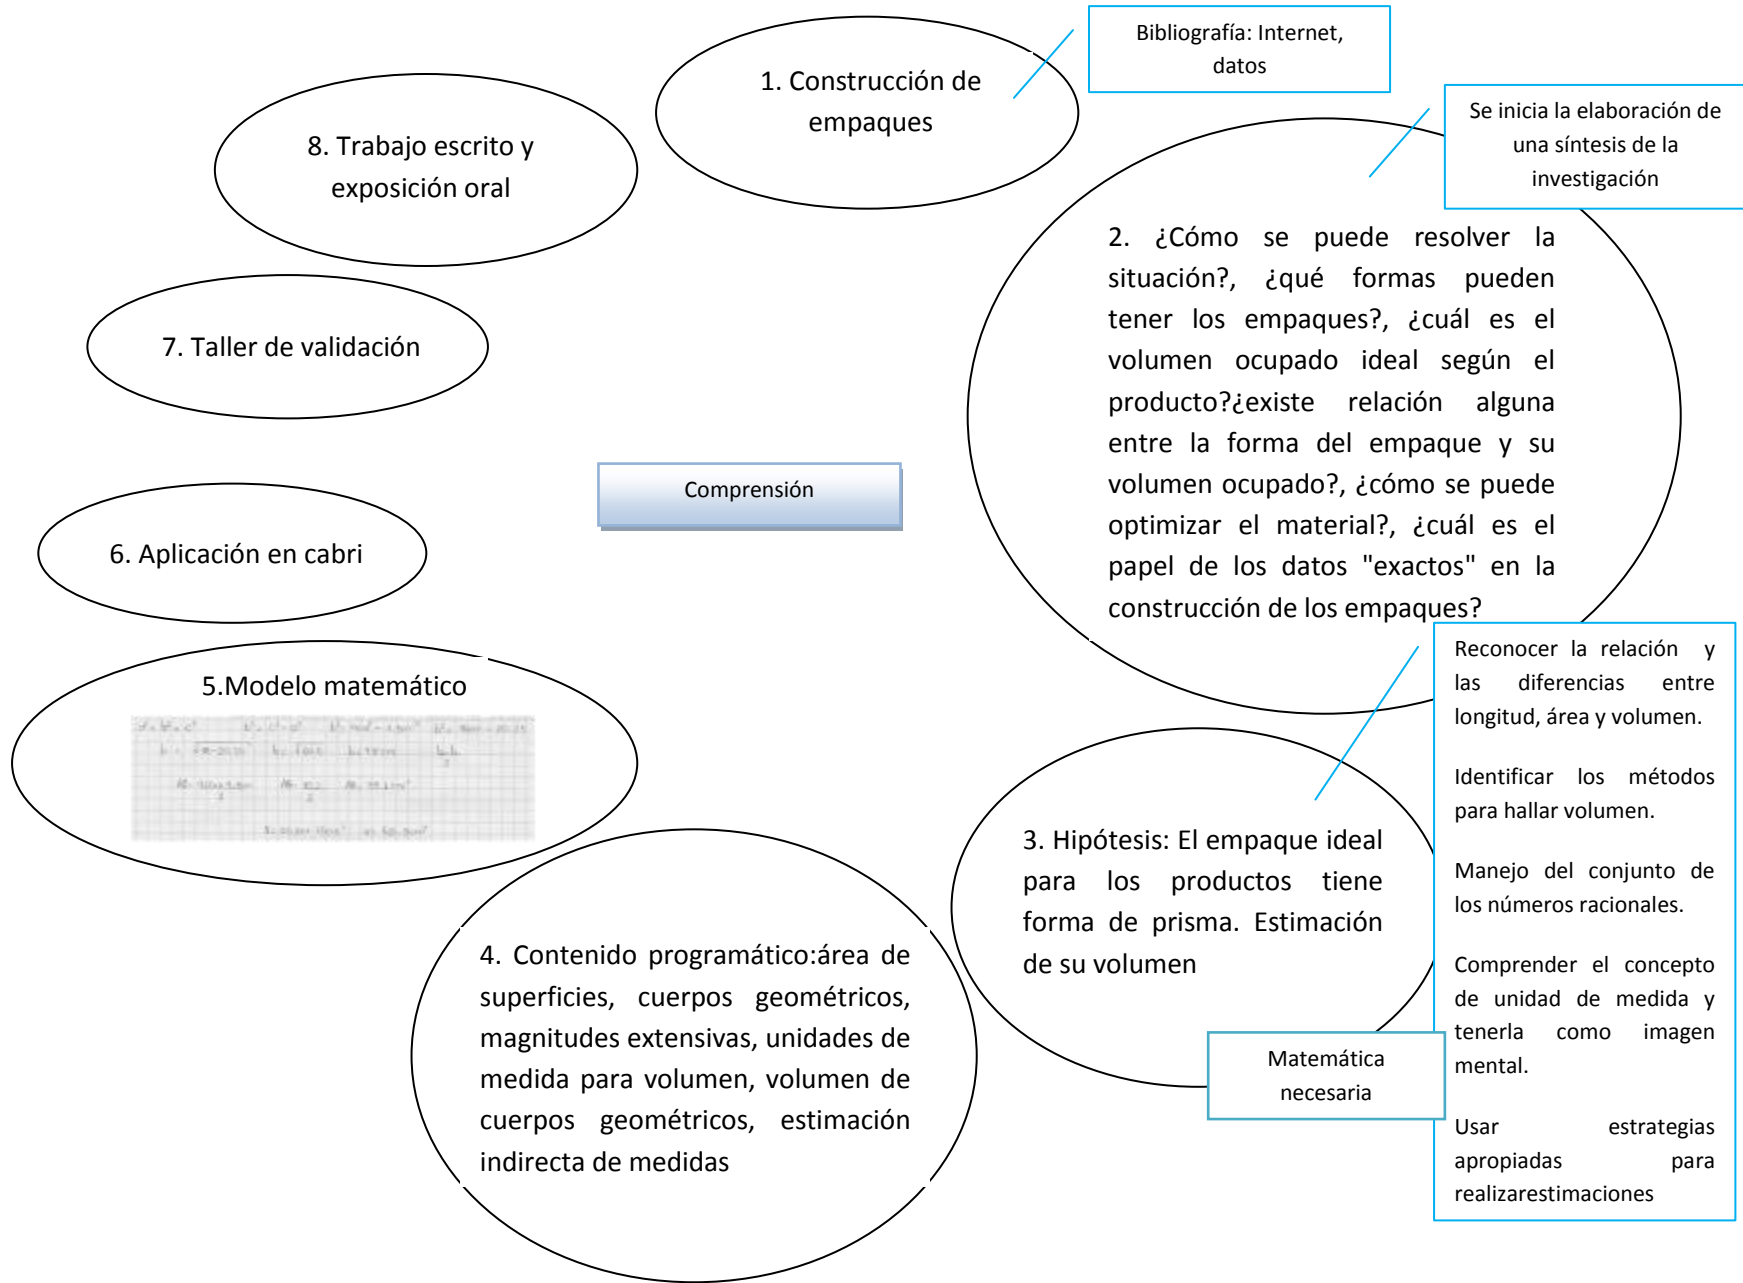 1. Construcción de
empaques
Bibliografía: Internet,
datos
Se inicia la elaboración de
una síntesis de la
investigación
2. ¿Cómo se puede resolver la
situación?, ¿qué formas pueden
tener los empaques?, ¿cuál es el
volumen ocupado ideal según el
producto?¿existe relación alguna
entre la forma del empaque y su
volumen ocupado?, ¿cómo se puede
optimizar el material?, ¿cuál es el
papel de los datos "exactos" en la
construcción de los empaques?
Reconocer la relación y
las diferencias entre
longitud, área y volumen.
Identificar los métodos
para hallar volumen.
Manejo del conjunto de
los números racionales.
Comprender el concepto
de unidad de medida y
tenerla como imagen
mental.
Usar estrategias
apropiadas para
realizarestimaciones
3. Hipótesis: El empaque ideal
para los productos tiene
forma de prisma. Estimación
de su volumen
Matemática
necesaria
4. Contenido programático:área de
superficies, cuerpos geométricos,
magnitudes extensivas, unidades de
medida para volumen, volumen de
cuerpos geométricos, estimación
indirecta de medidas
5.Modelo matemático
6. Aplicación en cabri
7. Taller de validación
8. Trabajo escrito y
exposición oral
Comprensión